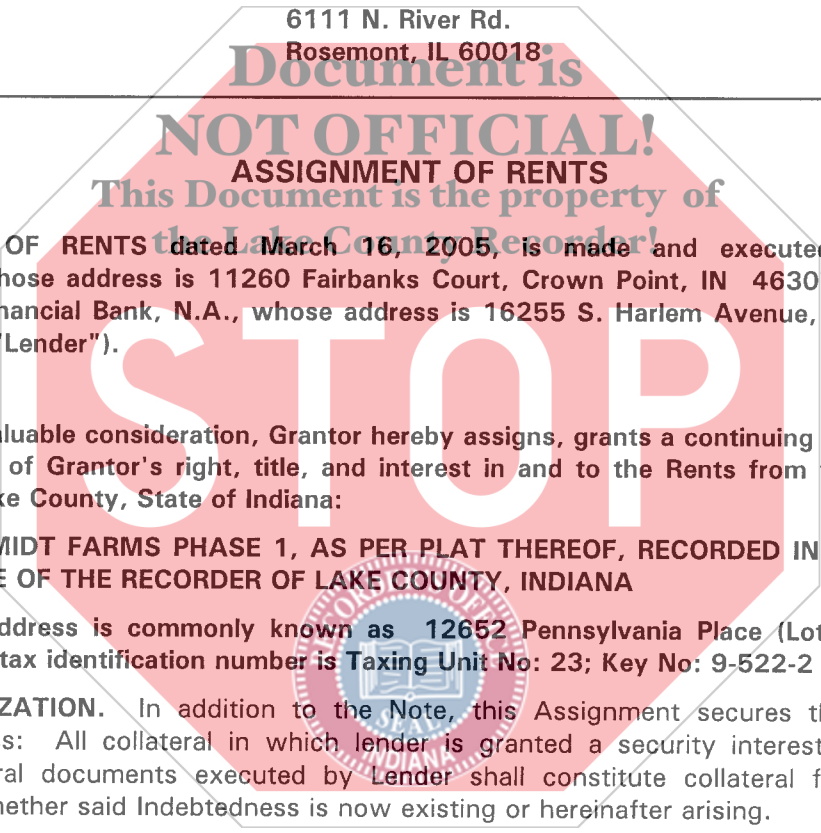 6111 N. River Rd.
Rosemont, IL 60018
Document is
NOT OFFICIAL!
ASSIGNMENT OF RENTS
This Document is the property of
the Lake County Recorder!
OF RENTS dated March 16, 2005, is made and executed
hose address is 11260 Fairbanks Court, Crown Point, IN 4630
nancial Bank, N.A., whose address is 16255 S. Harlem Avenue,
"Lender").
STOP
aluable consideration, Grantor hereby assigns, grants a continuing
of Grantor's right, title, and interest in and to the Rents from
ke County, State of Indiana:
MIDT FARMS PHASE 1, AS PER PLAT THEREOF, RECORDED IN
E OF THE RECORDER OF LAKE COUNTY, INDIANA
ddress is commonly known as 12652 Pennsylvania Place (Lot
tax identification number is Taxing Unit No: 23; Key No: 9-522-2
ZATION. In addition to the Note, this Assignment secures th
s: All collateral in which lender is granted a security interest
ral documents executed by Lender shall constitute collateral f
hether said Indebtedness is now existing or hereinafter arising.
SEAL
INDIANA